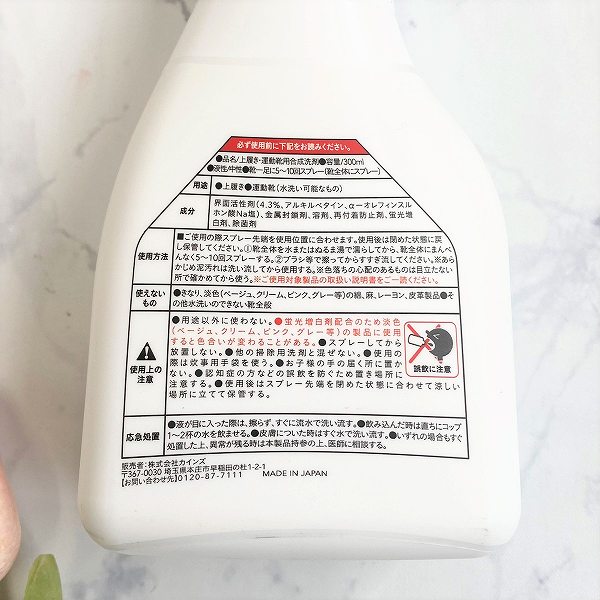 必ず使用前に下記をお読みください。
●品名/上履き・運動靴用合成洗剤●容量/300ml
●液性/中性●靴一足に5～10回スプレー(靴全体にスプレー)
用途
●上履き●運動靴(水洗い可能なもの)
成分
界面活性剤(4.3%、アルキルベタイン、α－オレフィンスル
ホン酸Na塩)、金属封鎖剤、溶剤、再付着防止剤、蛍光増
白剤、除菌剤
使用方法
■ご使用の際スプレー先端を使用位置に合わせます。使用後は閉めた状態に戻
し保管してください。①靴全体を水またはぬるま湯で濡らしてから、靴全体にまんべ
んなく5～10回スプレーする。②ブラシ等で擦ってからすすぎ流してください。※あら
かじめ泥汚れは洗い流してから使用する。※色落ちの心配のあるものは目立たない
所で確かめてから使う。※ご使用対象製品の取扱い説明書をご一読ください。
使えない
もの
●きなり、淡色(ベージュ、クリーム、ピンク、グレー等)の綿、麻、レーヨン、皮革製品●そ
の他水洗いのできない靴全般
使用上の
注意
●用途以外に使わない。●蛍光増白剤配合のため淡色
(ベージュ、クリーム、ピンク、グレー等)の製品に使用
すると色合いが変わることがある。●スプレーしてから
放置しない。●他の掃除用洗剤と混ぜない。●使用の
際は炊事用手袋を使う。●お子様の手の届く所に置か
ない。●認知症の方などの誤飲を防ぐため置き場所に
注意する。●使用後はスプレー先端を閉めた状態に合わせて涼しい
場所に立てて保管する。
誤飲に注意
応急処置
●液が目に入った際は、擦らず、すぐに流水で洗い流す。●飲み込んだ時は直ちにコップ
1～2杯の水を飲ませる。●皮膚についた時はすぐ水で洗い流す。●いずれの場合もすぐ
処置した上、異常が残る時は本製品持参の上、医師に相談する。
販売者:株式会社カインズ
〒367-0030 埼玉県本庄市早稲田の杜1-2-1
【お問い合わせ先】0120-87-7111 MADE IN JAPAN